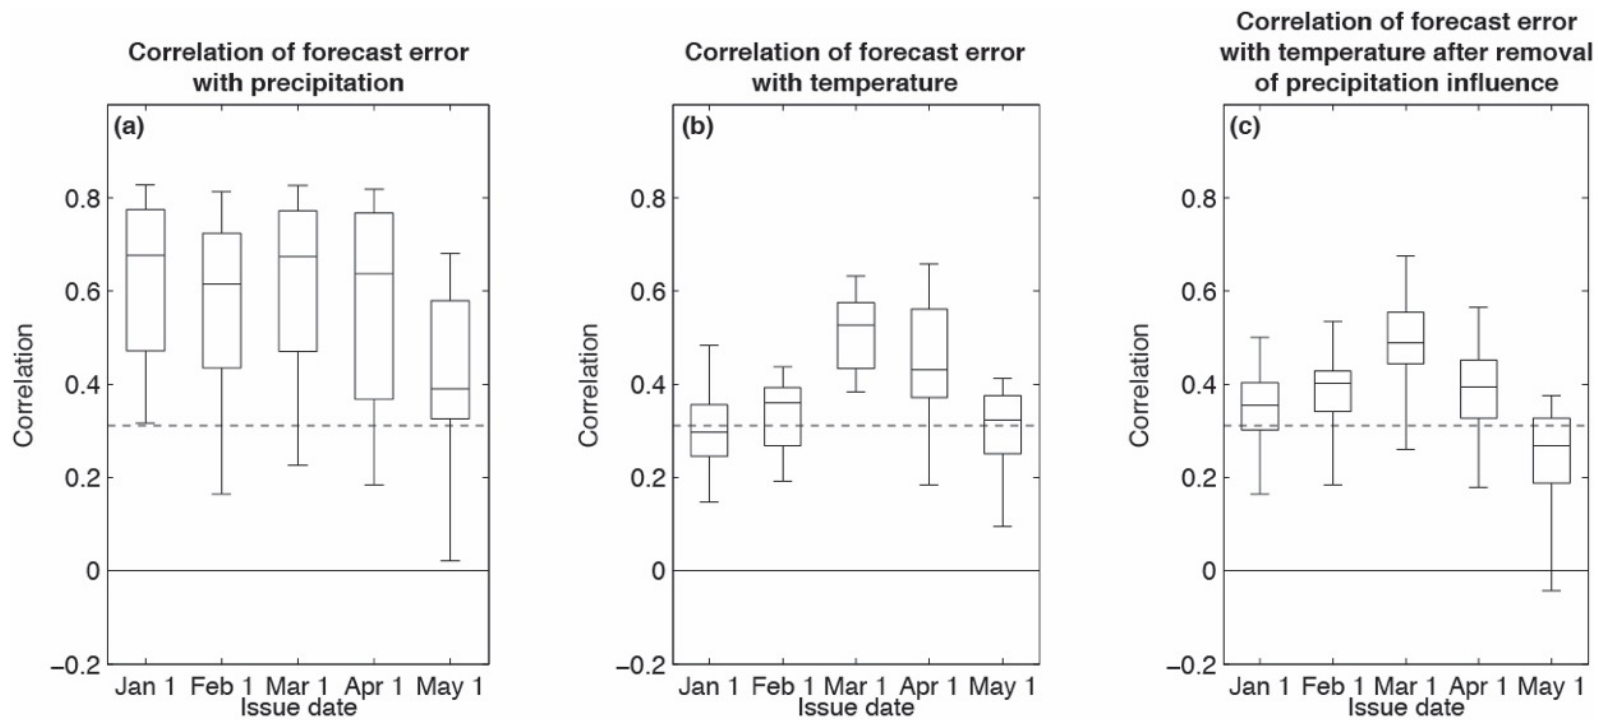 Correlation of forecast error
with precipitation
(a)
0.8
0.6
0.4
0.2
0
−0.2
Correlation
Jan 1 Feb 1 Mar 1 Apr 1 May 1
Issue date
Correlation of forecast error
with temperature
(b)
0.8
0.6
0.4
0.2
0
−0.2
Correlation
Jan 1 Feb 1 Mar 1 Apr 1 May 1
Issue date
Correlation of forecast error
with temperature after removal
of precipitation influence
(c)
0.8
0.6
0.4
0.2
0
−0.2
Correlation
Jan 1 Feb 1 Mar 1 Apr 1 May 1
Issue date